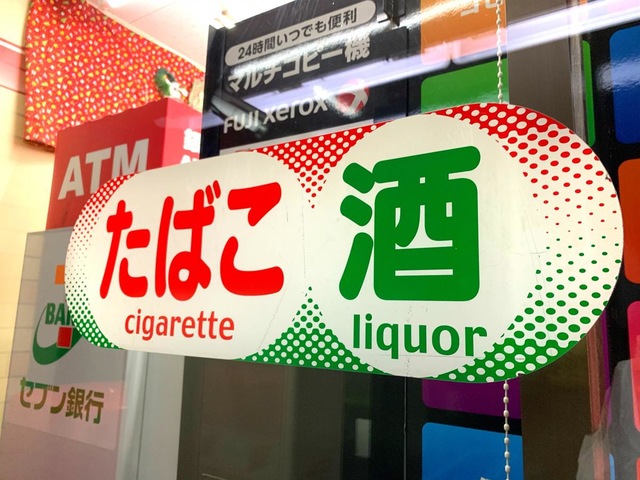 24時間いつでも便利
マルチコピー機
FUJI xerox
ATM
たばこ
cigarette
酒
liquor
BAN
セブン銀行